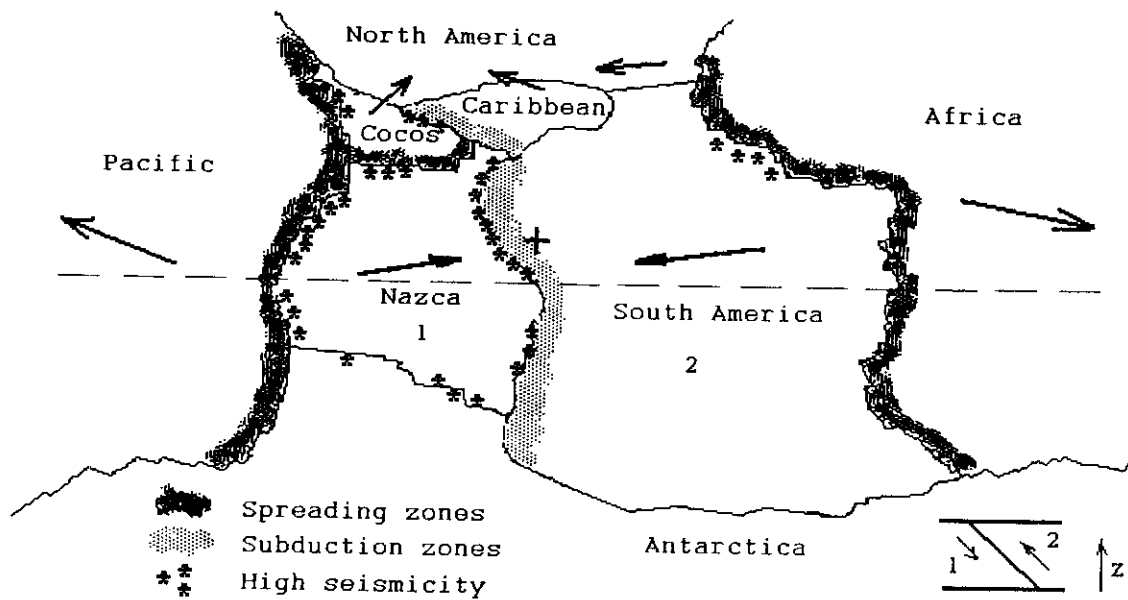 North America
Caribbean
Africa
Cocos
Pacific
Nazca
South America
1
2
Spreading zones
Subduction zones
Antarctica
High seismicity
1
2
z